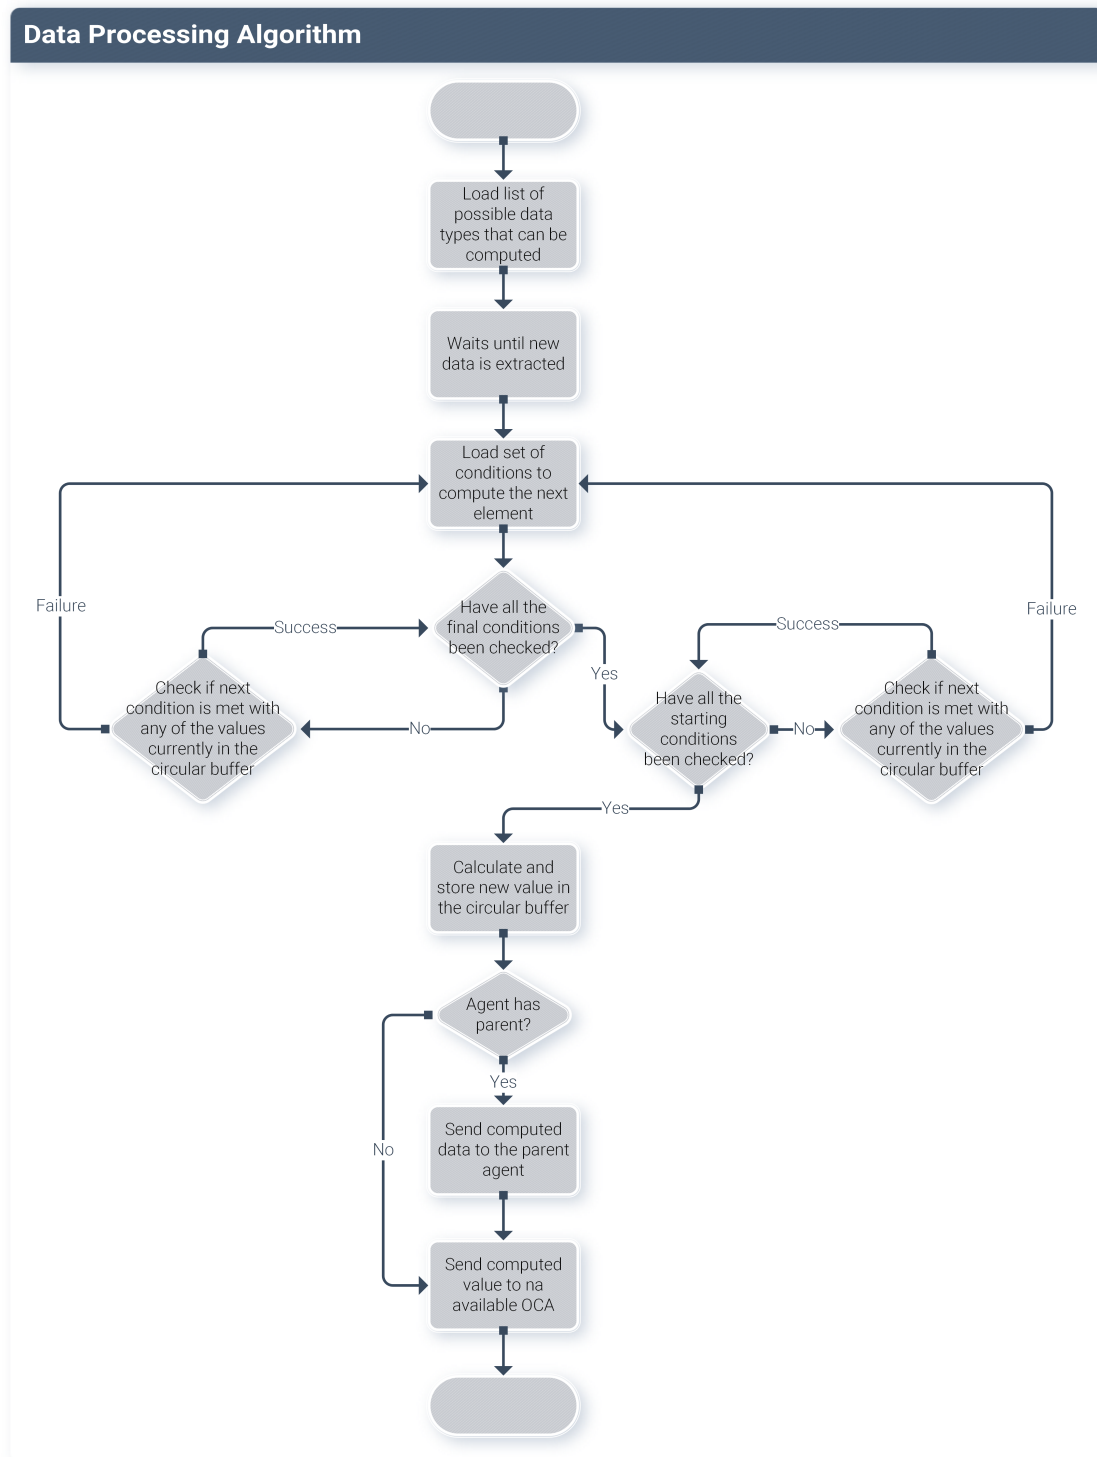 Data Processing Algorithm
Load list of
possible data
types that can be
computed
Waits until new
data is extracted
Load set of
conditions to
compute the next
element
Failure
Failure
Have all the
final conditions
been checked?
Success
Success
Yes
Check if next
condition is met with
any of the values
currently in the
circular buffer
No
Have all the
starting
conditions
been checked?
No
Check if next
condition is met with
any of the values
currently in the
circular buffer
Yes
Calculate and
store new value in
the circular buffer
Agent has
parent?
Yes
No
Send computed
data to the parent
agent
Send computed
value to na
available OCA